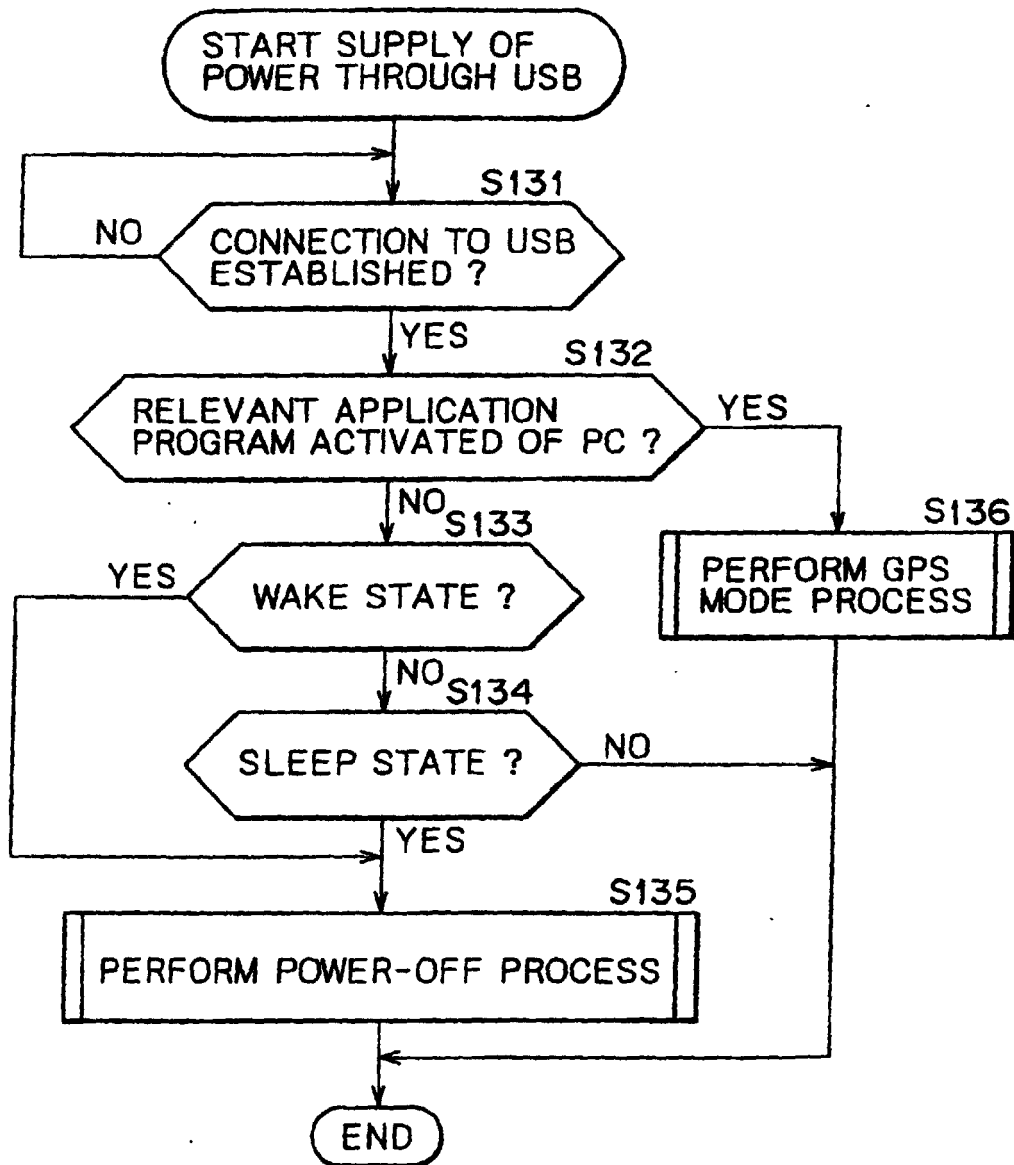 START SUPPLY OF
POWER THROUGH USB
S131
NO
CONNECTION TO USB
ESTABLISHED ?
YES
S132
RELEVANT APPLICATION
PROGRAM ACTIVATED OF PC ?
YES
NO
S133
S136
YES
WAKE STATE ?
PERFORM GPS
MODE PROCESS
NO
S134
SLEEP STATE ?
NO
YES
S135
PERFORM POWER-OFF PROCESS
END